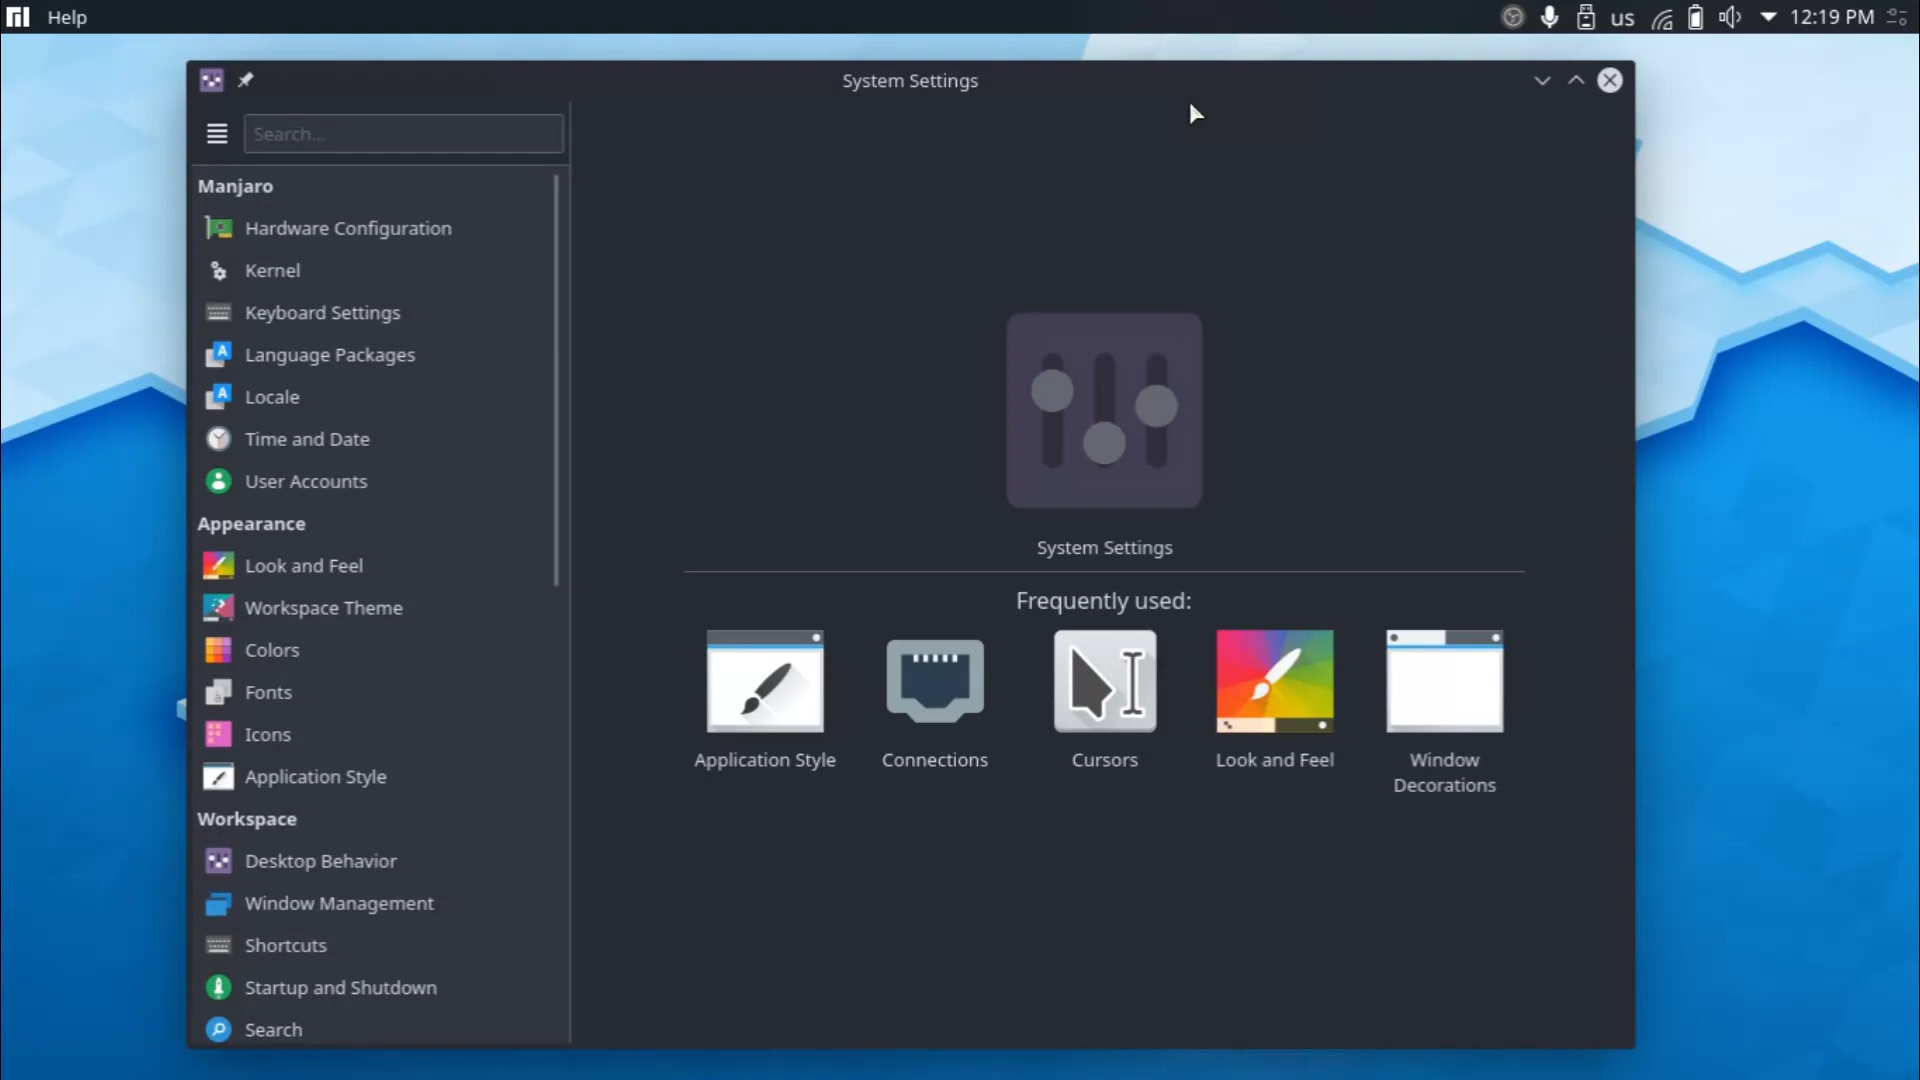 Help
us
12:19 PM
System Settings
Search...
Manjaro
Hardware Configuration
Kernel
Keyboard Settings
Language Packages
Locale
Time and Date
User Accounts
Appearance
Look and Feel
Workspace Theme
Colors
Fonts
Icons
Application Style
Workspace
Desktop Behavior
Window Management
Shortcuts
Startup and Shutdown
Search
System Settings
Frequently used:
Application Style
Connections
Cursors
Look and Feel
Window
Decorations